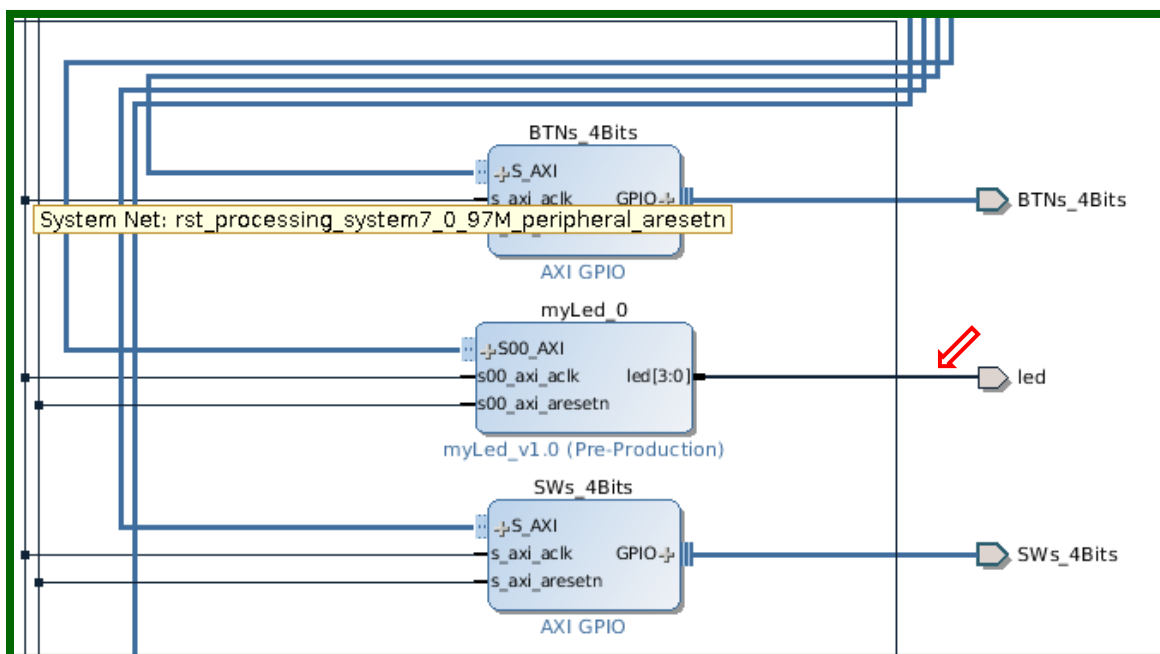 BTNs_4Bits
S_AXI
s_axi_aclk GPIO
BTNs_4Bits
System Net: rst_processing_system7_0_97M_peripheral_aresetn
AXI GPIO
myLed_0
S00_AXI
s00_axi_aclk led[3:0]
led
s00_axi_aresetn
myLed_v1.0 (Pre-Production)
SWs_4Bits
S_AXI
s_axi_aclk GPIO
SWs_4Bits
s_axi_aresetn
AXI GPIO